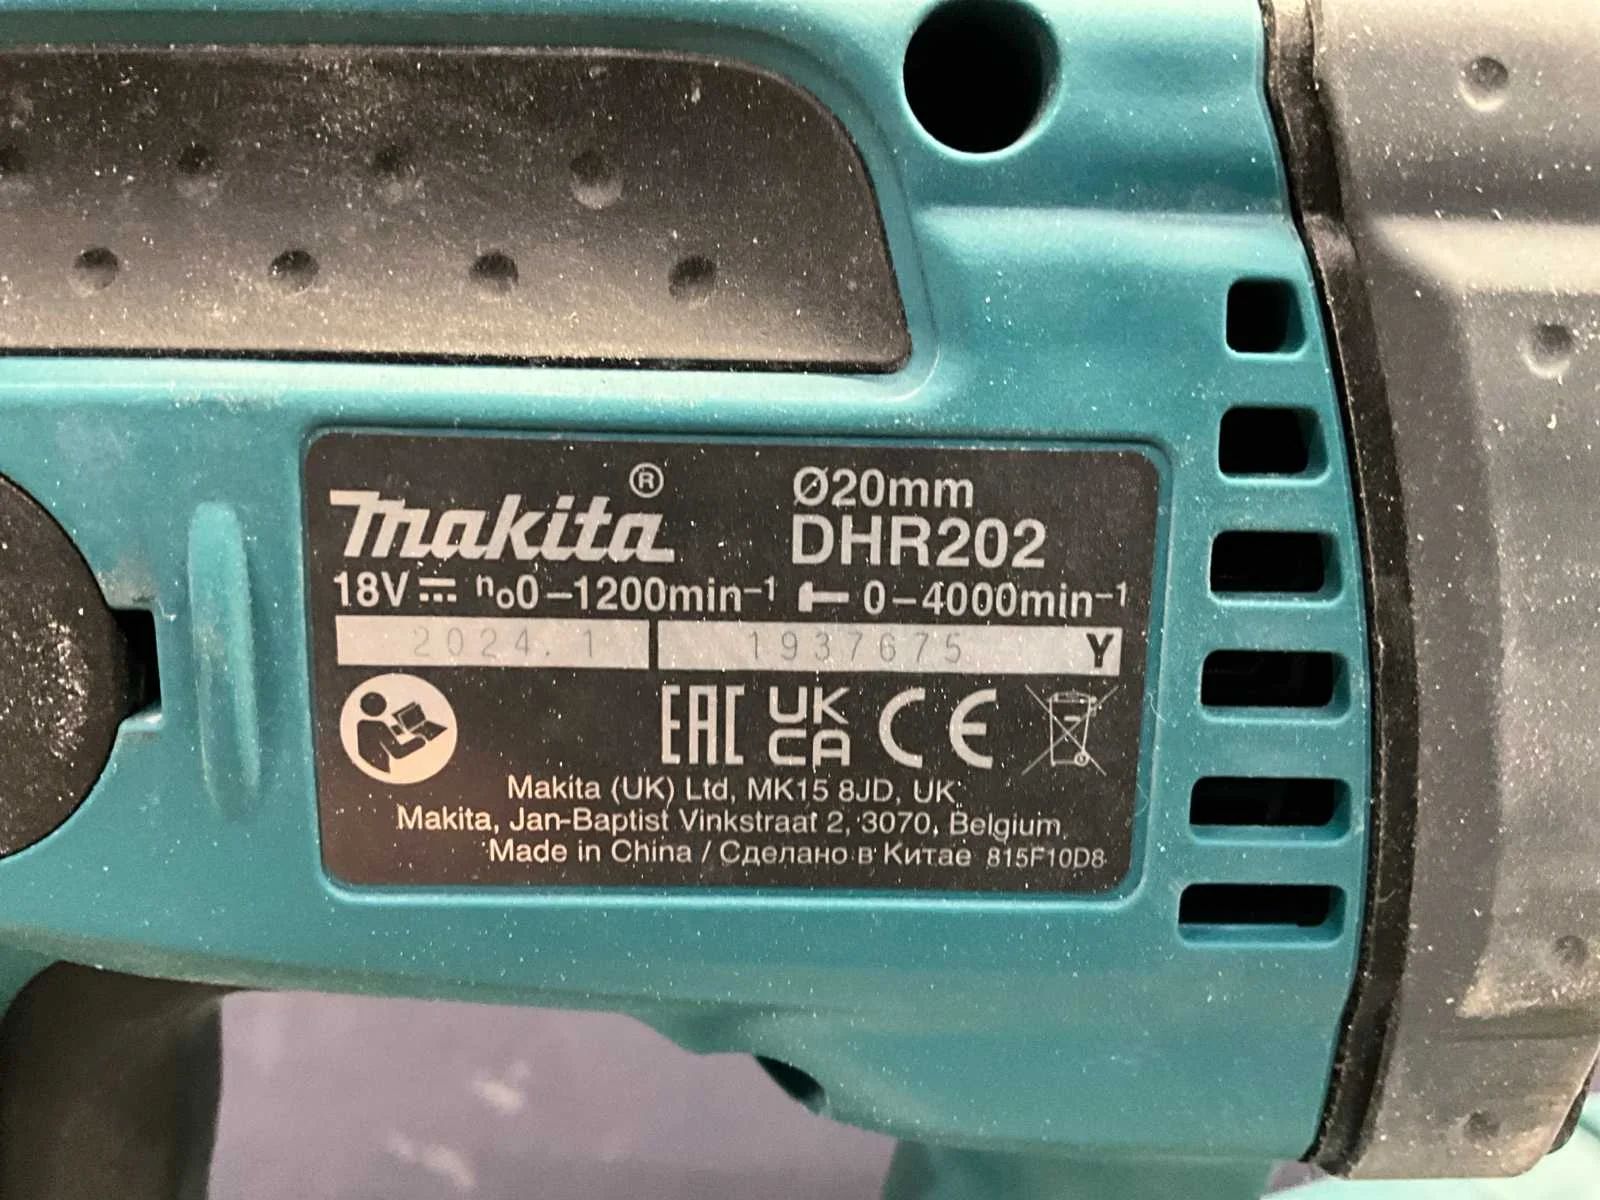 makita® Ø20mm
DHR202
18V n₀0–1200min⁻¹ 0–4000min⁻¹
2024. 1 1937675 Y
EAC UK CA CE
Makita (UK) Ltd, MK15 8JD, UK
Makita, Jan-Baptist Vinkstraat 2, 3070, Belgium
Made in China / Сделано в Китае 815F10D8